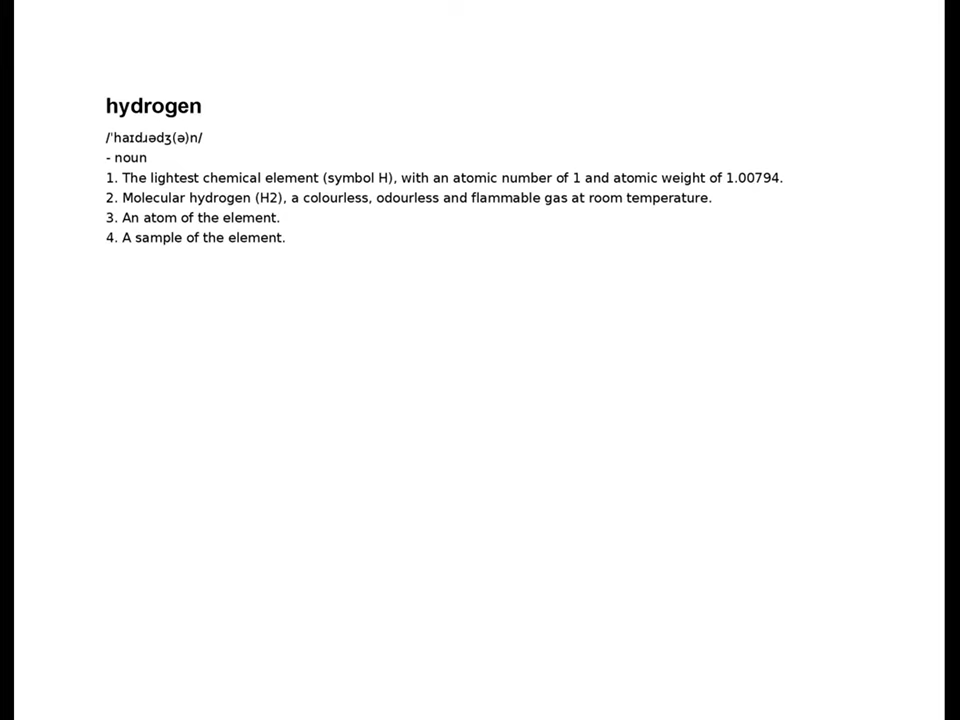 hydrogen
/ˈhaɪdɹədʒ(ə)n/
- noun
1. The lightest chemical element (symbol H), with an atomic number of 1 and atomic weight of 1.00794.
2. Molecular hydrogen (H2), a colourless, odourless and flammable gas at room temperature.
3. An atom of the element.
4. A sample of the element.